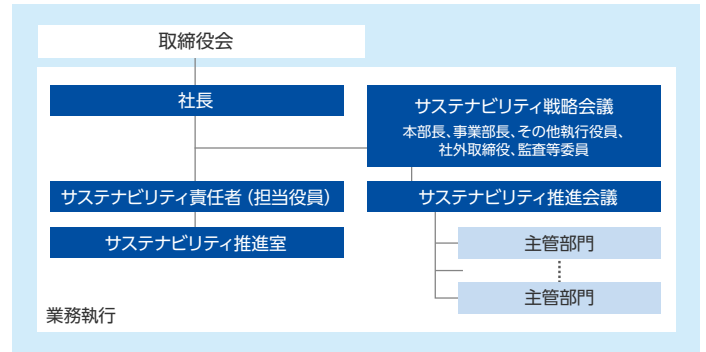 取締役会
社長
サステナビリティ戦略会議
本部長、事業部長、その他執行役員、
社外取締役、監査等委員
サステナビリティ責任者（担当役員）
サステナビリティ推進会議
サステナビリティ推進室
主管部門
主管部門
業務執行